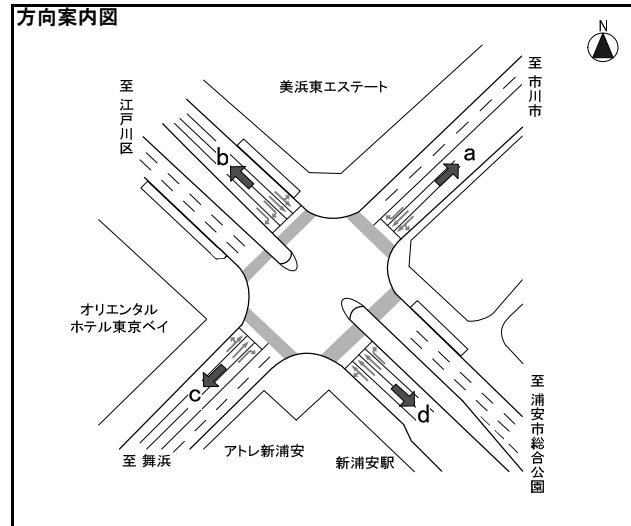 方向案内図
N
至 市川市
美浜東エステート
至 江戸川区
a
b
オリエンタル
ホテル東京ベイ
c
d
至 浦安市総合公園
至 舞浜
アトレ新浦安
新浦安駅